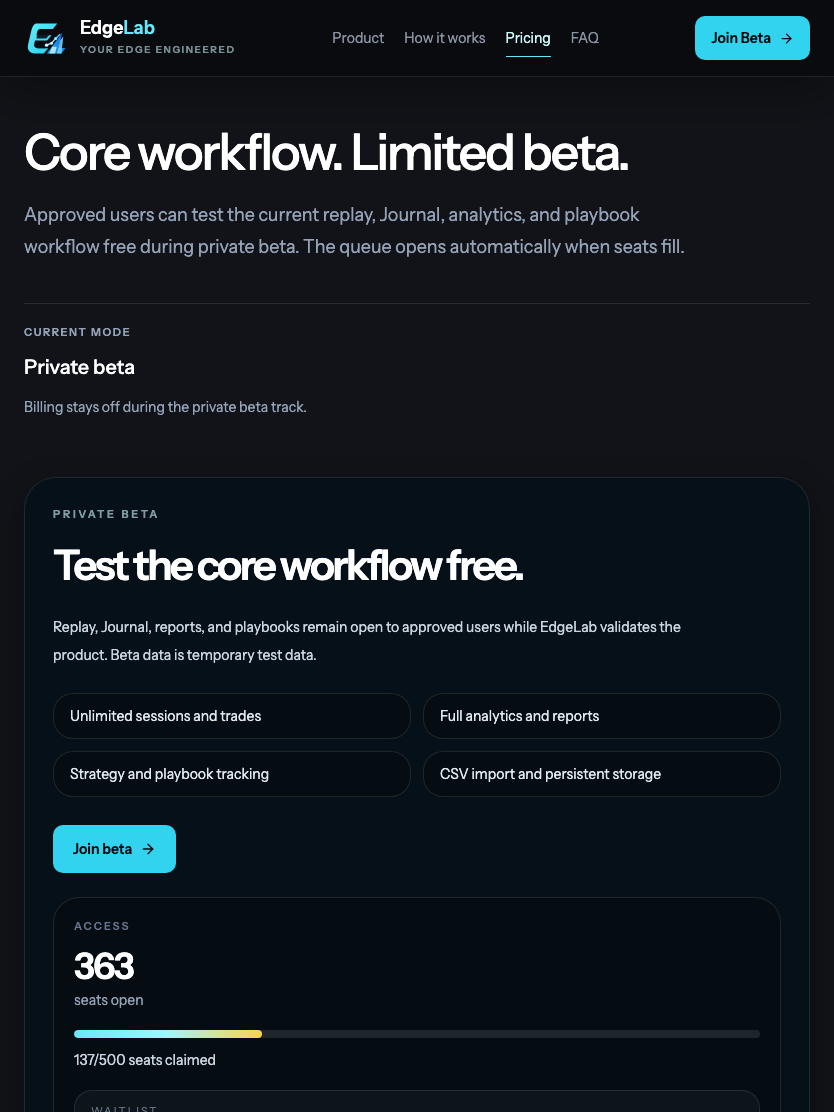 EdgeLab
YOUR EDGE ENGINEERED
Product
How it works
Pricing
FAQ
Join Beta
Core workflow. Limited beta.
Approved users can test the current replay, Journal, analytics, and playbook
workflow free during private beta. The queue opens automatically when seats fill.
CURRENT MODE
Private beta
Billing stays off during the private beta track.
PRIVATE BETA
Test the core workflow free.
Replay, Journal, reports, and playbooks remain open to approved users while EdgeLab validates the
product. Beta data is temporary test data.
Unlimited sessions and trades
Full analytics and reports
Strategy and playbook tracking
CSV import and persistent storage
Join beta
ACCESS
363
seats open
137/500 seats claimed
WAITLIST